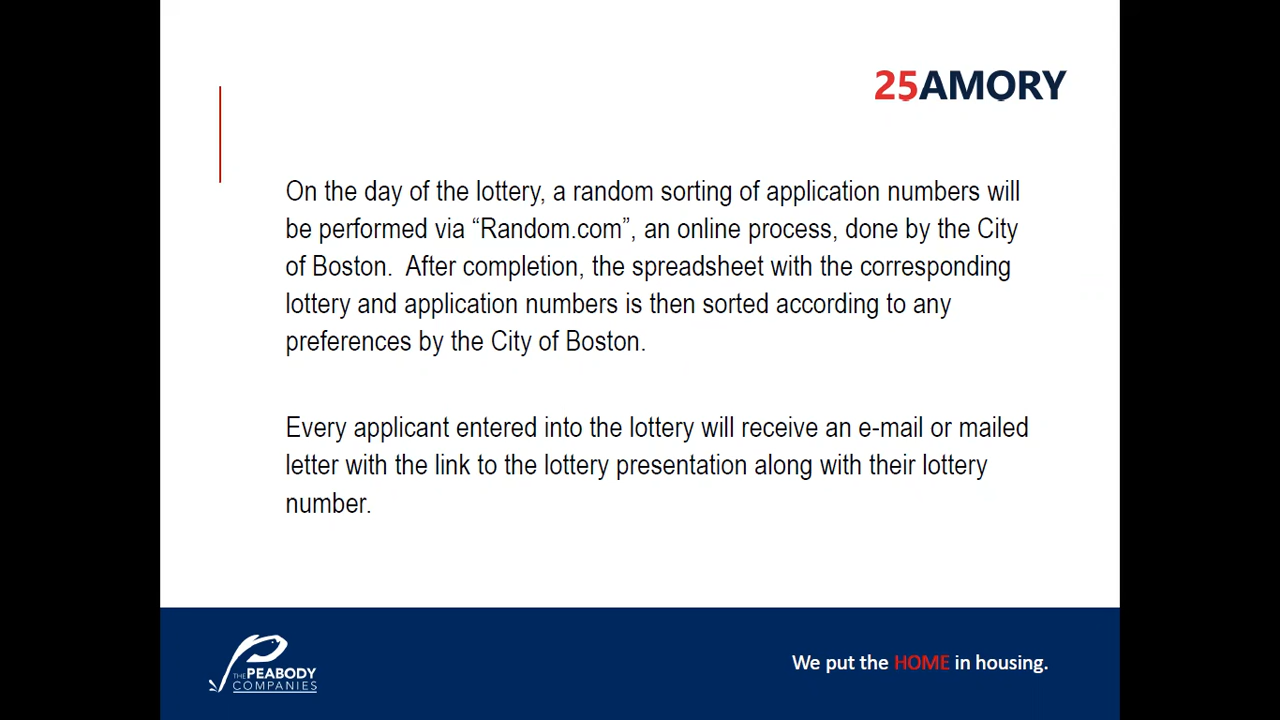 25AMORY
On the day of the lottery, a random sorting of application numbers will
be performed via “Random.com”, an online process, done by the City
of Boston.  After completion, the spreadsheet with the corresponding
lottery and application numbers is then sorted according to any
preferences by the City of Boston.
Every applicant entered into the lottery will receive an e-mail or mailed
letter with the link to the lottery presentation along with their lottery
number.
THE PEABODY
COMPANIES
We put the HOME in housing.